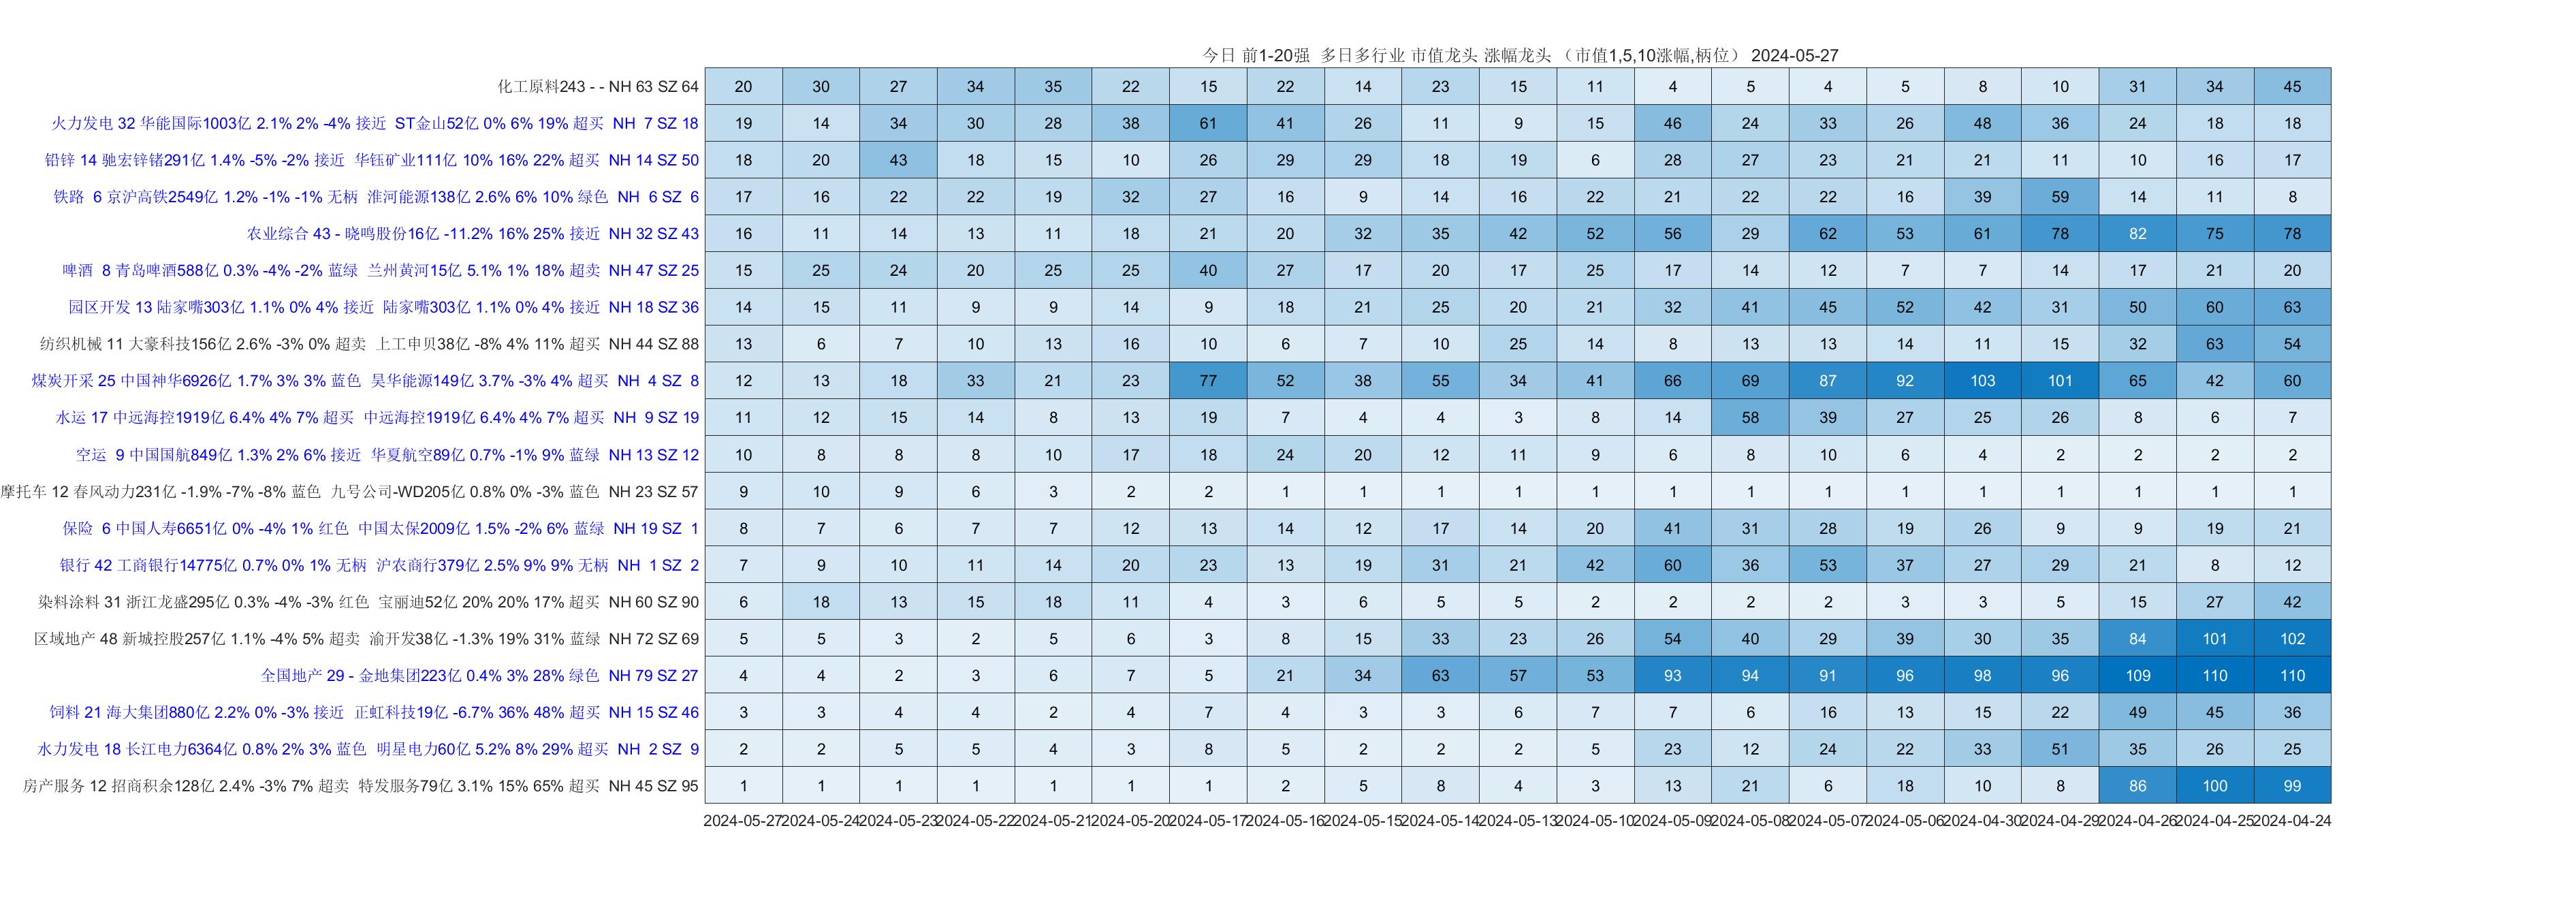 今日 前1-20强 多日多行业 市值龙头 涨幅龙头 （市值1,5,10涨幅,柄位） 2024-05-27
化工原料243 - - NH 63 SZ 64 20 30 27 34 35 22 15 22 14 23 15 11 4 5 4 5 8 10 31 34 45
火力发电 32 华能国际1003亿 2.1% 2% -4% 接近 ST金山52亿 0% 6% 19% 超买 NH 7 SZ 18 19 14 34 30 28 38 61 41 26 11 9 15 46 24 33 26 48 36 24 18 18
铅锌 14 驰宏锌锗291亿 1.4% -5% -2% 接近 华钰矿业111亿 10% 16% 22% 超买 NH 14 SZ 50 18 20 43 18 15 10 26 29 29 18 19 6 28 27 23 21 21 11 10 16 17
铁路 6 京沪高铁2549亿 1.2% -1% -1% 无柄 淮河能源138亿 2.6% 6% 10% 绿色 NH 6 SZ 6 17 16 22 22 19 32 27 16 9 14 16 22 21 22 22 16 39 59 14 11 8
农业综合 43 - 晓鸣股份16亿 -11.2% 16% 25% 接近 NH 32 SZ 43 16 11 14 13 11 18 21 20 32 35 42 52 56 29 62 53 61 78 82 75 78
啤酒 8 青岛啤酒588亿 0.3% -4% -2% 蓝绿 兰州黄河15亿 5.1% 1% 18% 超卖 NH 47 SZ 25 15 25 24 20 25 25 40 27 17 20 17 25 17 14 12 7 7 14 17 21 20
园区开发 13 陆家嘴303亿 1.1% 0% 4% 接近 陆家嘴303亿 1.1% 0% 4% 接近 NH 18 SZ 36 14 15 11 9 9 14 9 18 21 25 20 21 32 41 45 52 42 31 50 60 63
纺织机械 11 大豪科技156亿 2.6% -3% 0% 超卖 上工申贝38亿 -8% 4% 11% 超买 NH 44 SZ 88 13 6 7 10 13 16 10 6 7 10 25 14 8 13 13 14 11 15 32 63 54
煤炭开采 25 中国神华6926亿 1.7% 3% 3% 蓝色 昊华能源149亿 3.7% -3% 4% 超买 NH 4 SZ 8 12 13 18 33 21 23 77 52 38 55 34 41 66 69 87 92 103 101 65 42 60
水运 17 中远海控1919亿 6.4% 4% 7% 超买 中远海控1919亿 6.4% 4% 7% 超买 NH 9 SZ 19 11 12 15 14 8 13 19 7 4 4 3 8 14 58 39 27 25 26 8 6 7
空运 9 中国国航849亿 1.3% 2% 6% 接近 华夏航空89亿 0.7% -1% 9% 蓝绿 NH 13 SZ 12 10 8 8 8 10 17 18 24 20 12 11 9 6 8 10 6 4 2 2 2 2
摩托车 12 春风动力231亿 -1.9% -7% -8% 蓝色 九号公司-WD205亿 0.8% 0% -3% 蓝色 NH 23 SZ 57 9 10 9 6 3 2 2 1 1 1 1 1 1 1 1 1 1 1 1 1 1
保险 6 中国人寿6651亿 0% -4% 1% 红色 中国太保2009亿 1.5% -2% 6% 蓝绿 NH 19 SZ 1 8 7 6 7 7 12 13 14 12 17 14 20 41 31 28 19 26 9 9 19 21
银行 42 工商银行14775亿 0.7% 0% 1% 无柄 沪农商行379亿 2.5% 9% 9% 无柄 NH 1 SZ 2 7 9 10 11 14 20 23 13 19 31 21 42 60 36 53 37 27 29 21 8 12
染料涂料 31 浙江龙盛295亿 0.3% -4% -3% 红色 宝丽迪52亿 20% 20% 17% 超买 NH 60 SZ 90 6 18 13 15 18 11 4 3 6 5 5 2 2 2 2 3 3 5 15 27 42
区域地产 48 新城控股257亿 1.1% -4% 5% 超卖 渝开发38亿 -1.3% 19% 31% 蓝绿 NH 72 SZ 69 5 5 3 2 5 6 3 8 15 33 23 26 54 40 29 39 30 35 84 101 102
全国地产 29 - 金地集团223亿 0.4% 3% 28% 绿色 NH 79 SZ 27 4 4 2 3 6 7 5 21 34 63 57 53 93 94 91 96 98 96 109 110 110
饲料 21 海大集团880亿 2.2% 0% -3% 接近 正虹科技19亿 -6.7% 36% 48% 超买 NH 15 SZ 46 3 3 4 4 2 4 7 4 3 3 6 7 7 6 16 13 15 22 49 45 36
水力发电 18 长江电力6364亿 0.8% 2% 3% 蓝色 明星电力60亿 5.2% 8% 29% 超买 NH 2 SZ 9 2 2 5 5 4 3 8 5 2 2 2 5 23 12 24 22 33 51 35 26 25
房产服务 12 招商积余128亿 2.4% -3% 7% 超卖 特发服务79亿 3.1% 15% 65% 超买 NH 45 SZ 95 1 1 1 1 1 1 1 2 5 8 4 3 13 21 6 18 10 8 86 100 99
2024-05-27 2024-05-24 2024-05-23 2024-05-22 2024-05-21 2024-05-20 2024-05-17 2024-05-16 2024-05-15 2024-05-14 2024-05-13 2024-05-10 2024-05-09 2024-05-08 2024-05-07 2024-05-06 2024-04-30 2024-04-29 2024-04-26 2024-04-25 2024-04-24